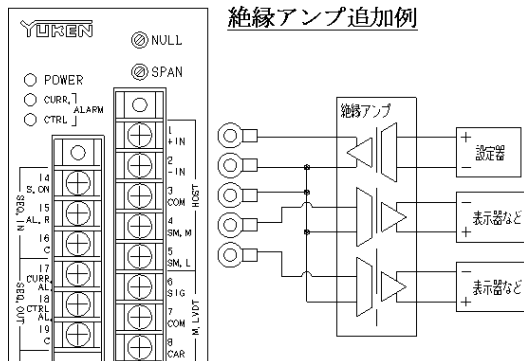 絶縁アンプ追加例
YUKEN
NULL
SPAN
POWER
CURR.
CTRL
ALARM
1
+IN
2
-IN
3
COM
4
SM.M
5
SM.L
HOST
6
SIG
7
COM
8
CAR
M.LVDT
14
S.ON
15
AL.R
16
C
SEQ.IN
17
CURR.
AL.
18
CTRL
AL.
19
C
SEQ.OUT
絶縁アンプ
+
-
設定器
+
-
表示器など
+
-
表示器など